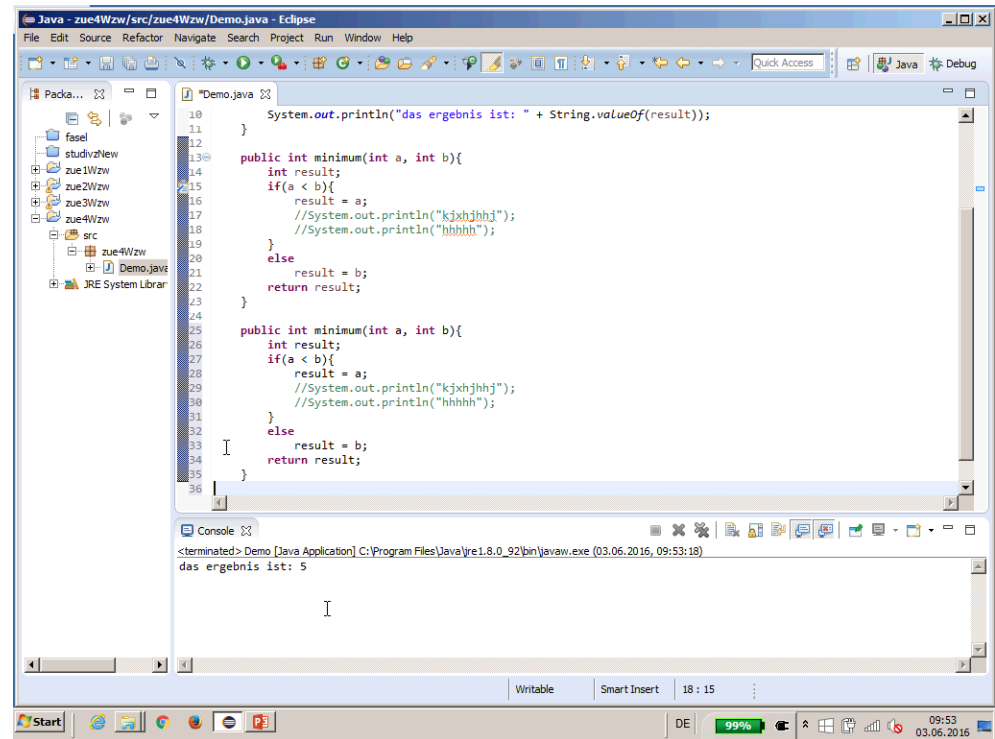 Java - zue4Wzw/src/zue4Wzw/Demo.java - Eclipse
File Edit Source Refactor Navigate Search Project Run Window Help
Quick Access Java Debug
Packa...
*Demo.java
fasel
studivzNew
zue1Wzw
zue2Wzw
zue3Wzw
zue4Wzw
src
zue4Wzw
Demo.java
JRE System Librar
10 System.out.println("das ergebnis ist: " + String.valueOf(result));
11 }
12
13 public int minimum(int a, int b){
14 int result;
15 if(a < b){
16 result = a;
17 //System.out.println("kjxhjhhj");
18 //System.out.println("hhhhh");
19 }
20 else
21 result = b;
22 return result;
23 }
24
25 public int minimum(int a, int b){
26 int result;
27 if(a < b){
28 result = a;
29 //System.out.println("kjxhjhhj");
30 //System.out.println("hhhhh");
31 }
32 else
33 result = b;
34 return result;
35 }
36
Console
<terminated> Demo [Java Application] C:\Program Files\Java\jre1.8.0_92\bin\javaw.exe (03.06.2016, 09:53:18)
das ergebnis ist: 5
Writable Smart Insert 18 : 15
Start DE 99% 09:53
03.06.2016